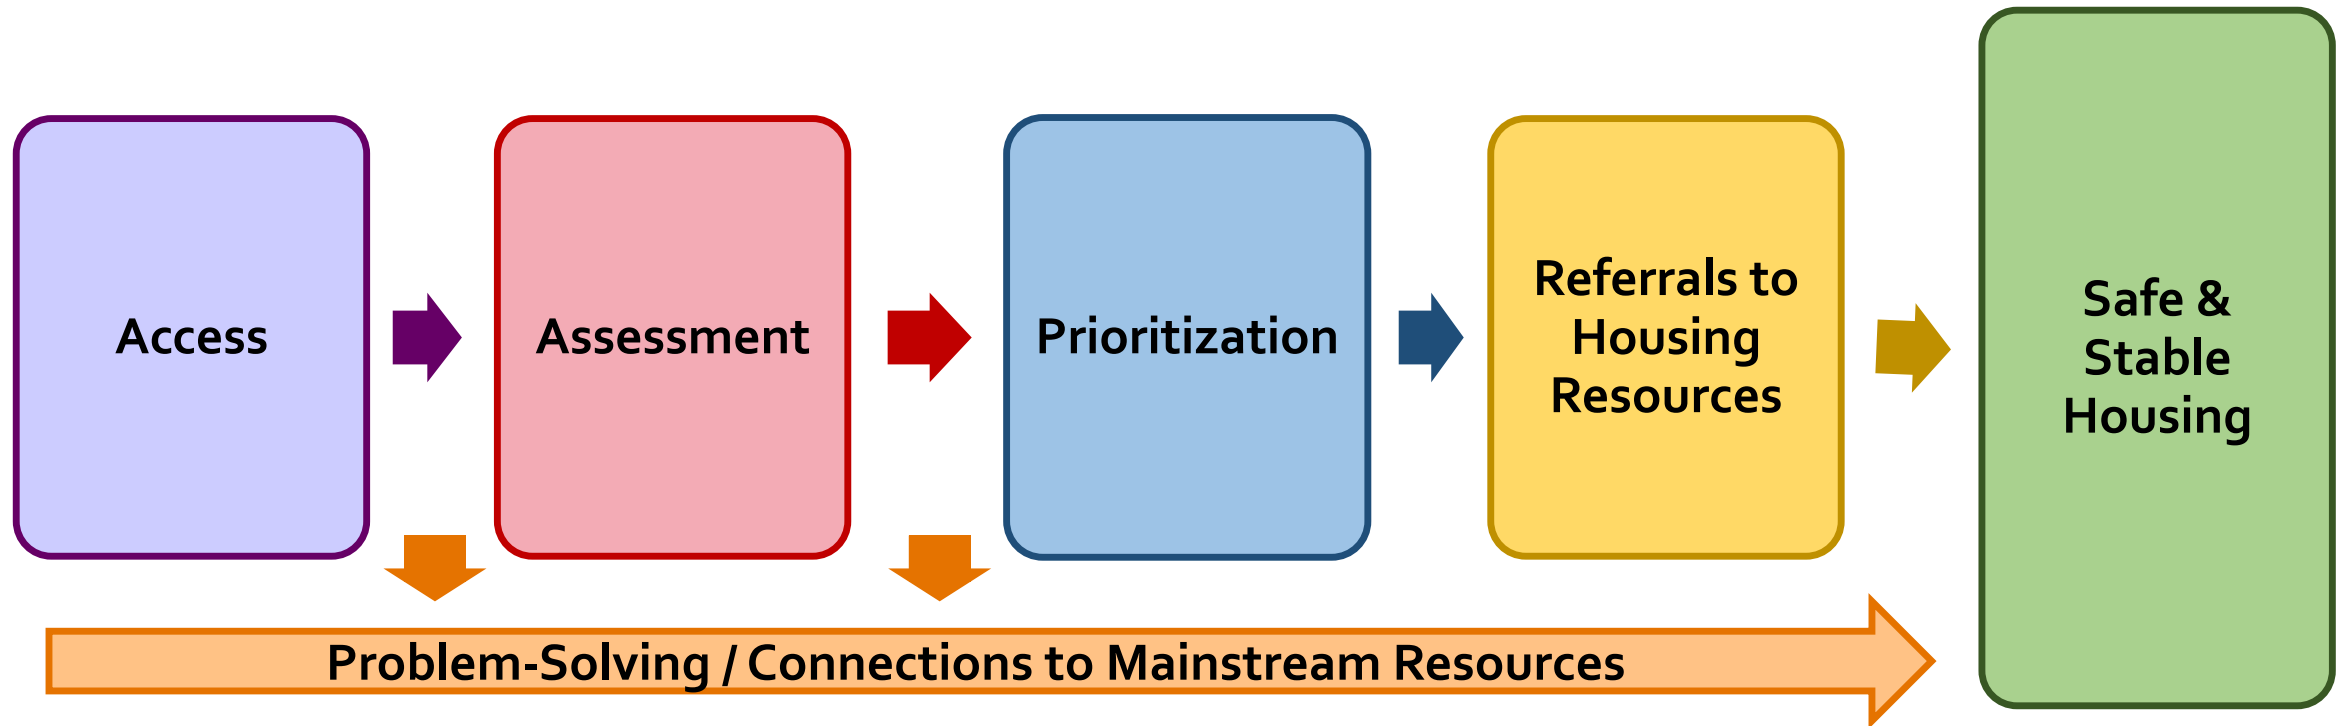 Access
Assessment
Prioritization
Referrals to
Housing
Resources
Safe &
Stable
Housing
Problem-Solving / Connections to Mainstream Resources